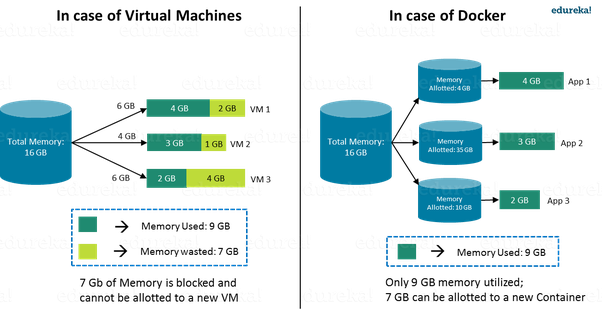 In case of Virtual Machines
6 GB
4 GB
2 GB
VM 1
Total Memory:
16 GB
4 GB
3 GB
1 GB
VM 2
6 GB
2 GB
4 GB
VM 3
→ Memory Used: 9 GB
→ Memory wasted: 7 GB
7 Gb of Memory is blocked and
cannot be allotted to a new VM
In case of Docker
edureka!
Memory
Allotted: 4 GB
4 GB
App 1
Total Memory:
16 GB
Memory
Allotted: 35 GB
3 GB
App 2
Memory
Allotted: 10 GB
2 GB
App 3
→ Memory Used: 9 GB
Only 9 GB memory utilized;
7 GB can be allotted to a new Container